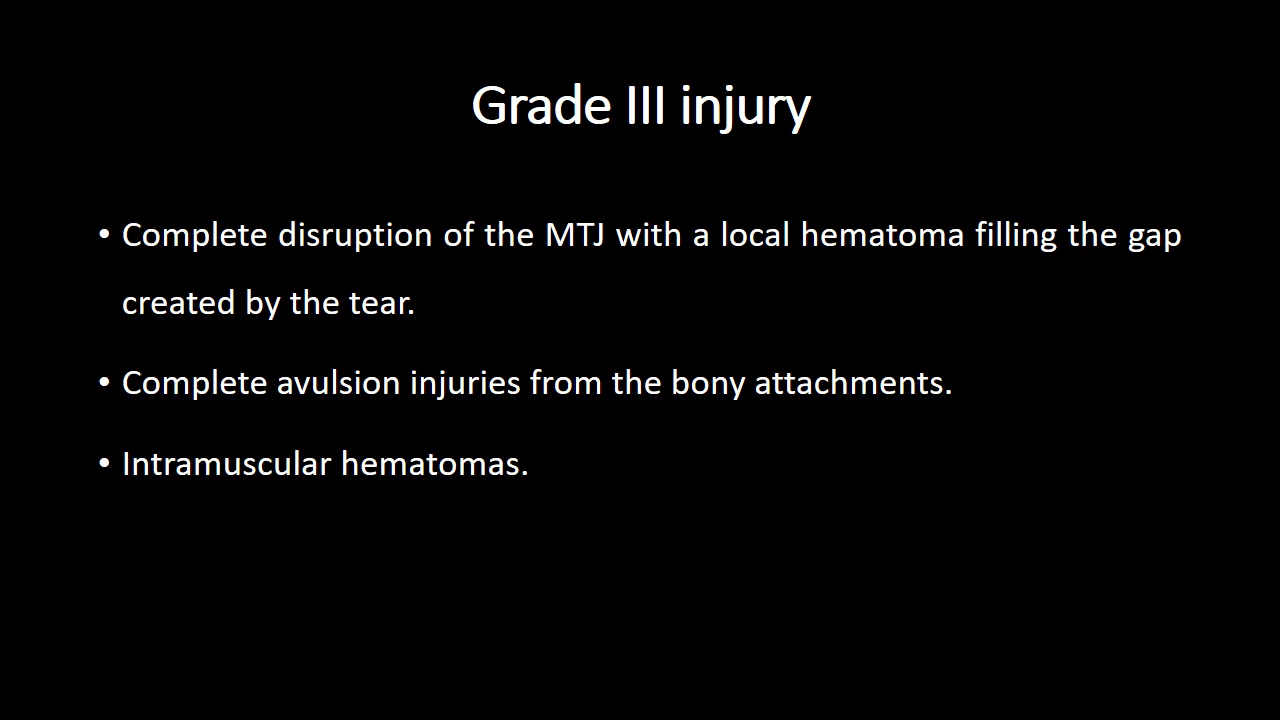 Grade III injury
• Complete disruption of the MTJ with a local hematoma filling the gap
created by the tear.
• Complete avulsion injuries from the bony attachments.
• Intramuscular hematomas.